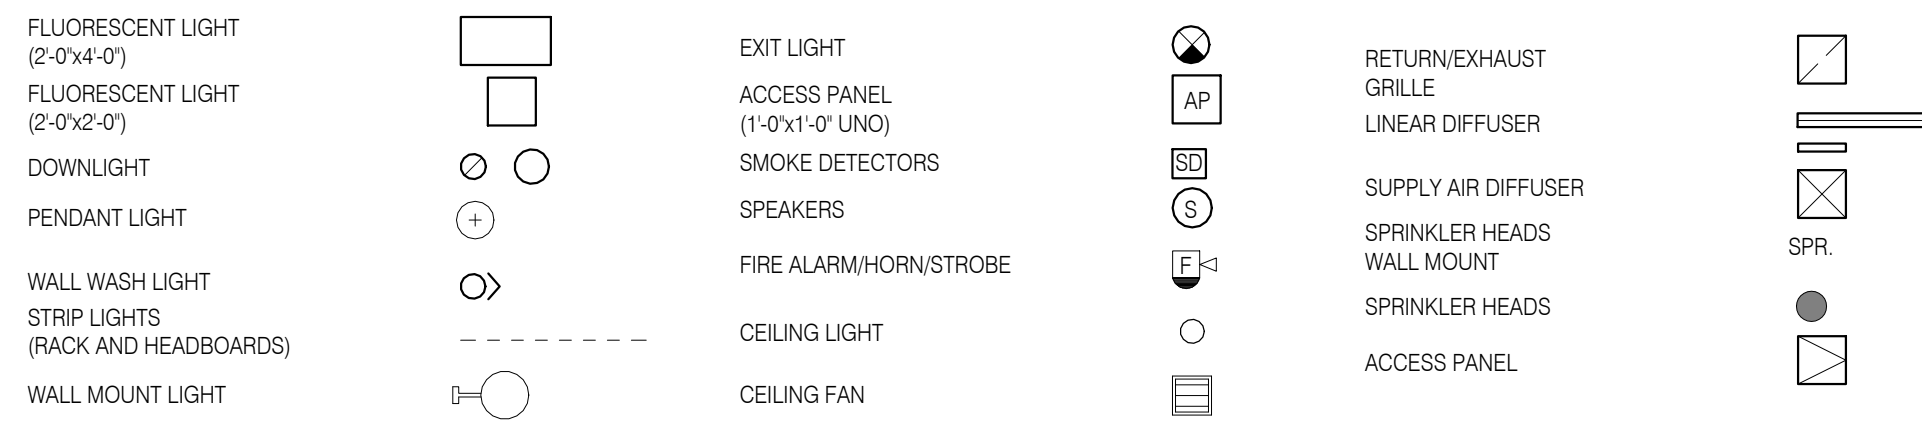 FLUORESCENT LIGHT
(2'-0"x4'-0")
FLUORESCENT LIGHT
(2'-0"x2'-0")
DOWNLIGHT
PENDANT LIGHT
WALL WASH LIGHT
STRIP LIGHTS
(RACK AND HEADBOARDS)
WALL MOUNT LIGHT
EXIT LIGHT
ACCESS PANEL
(1'-0"x1'-0" UNO)
AP
SMOKE DETECTORS
SD
SPEAKERS
S
FIRE ALARM/HORN/STROBE
F
CEILING LIGHT
CEILING FAN
RETURN/EXHAUST
GRILLE
LINEAR DIFFUSER
SUPPLY AIR DIFFUSER
SPRINKLER HEADS
WALL MOUNT
SPR.
SPRINKLER HEADS
ACCESS PANEL